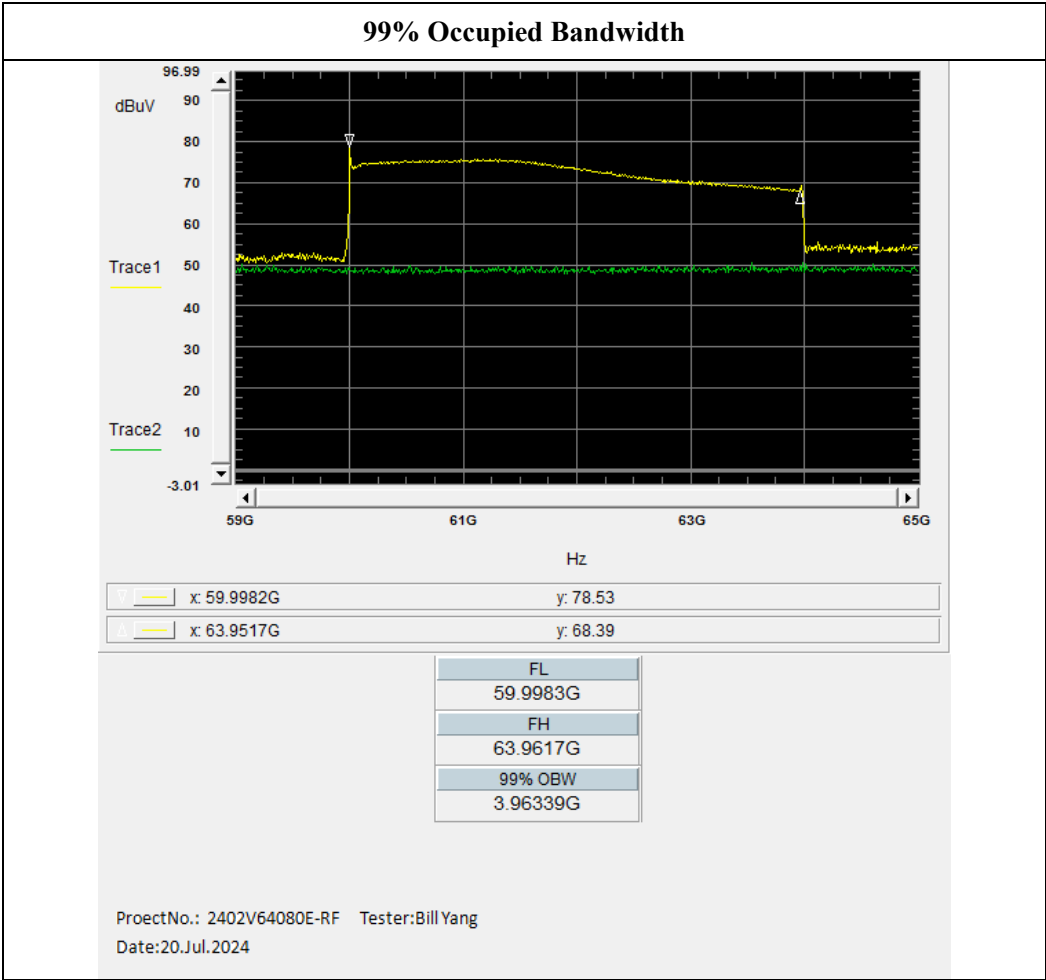 99% Occupied Bandwidth
96.99
dBuV
90
80
70
60
Trace1
50
40
30
20
Trace2
10
-3.01
59G 61G 63G 65G
Hz
x: 59.9982G y: 78.53
x: 63.9517G y: 68.39
FL
59.9983G
FH
63.9617G
99% OBW
3.96339G
ProectNo.: 2402V64080E-RF Tester:Bill Yang
Date:20.Jul.2024